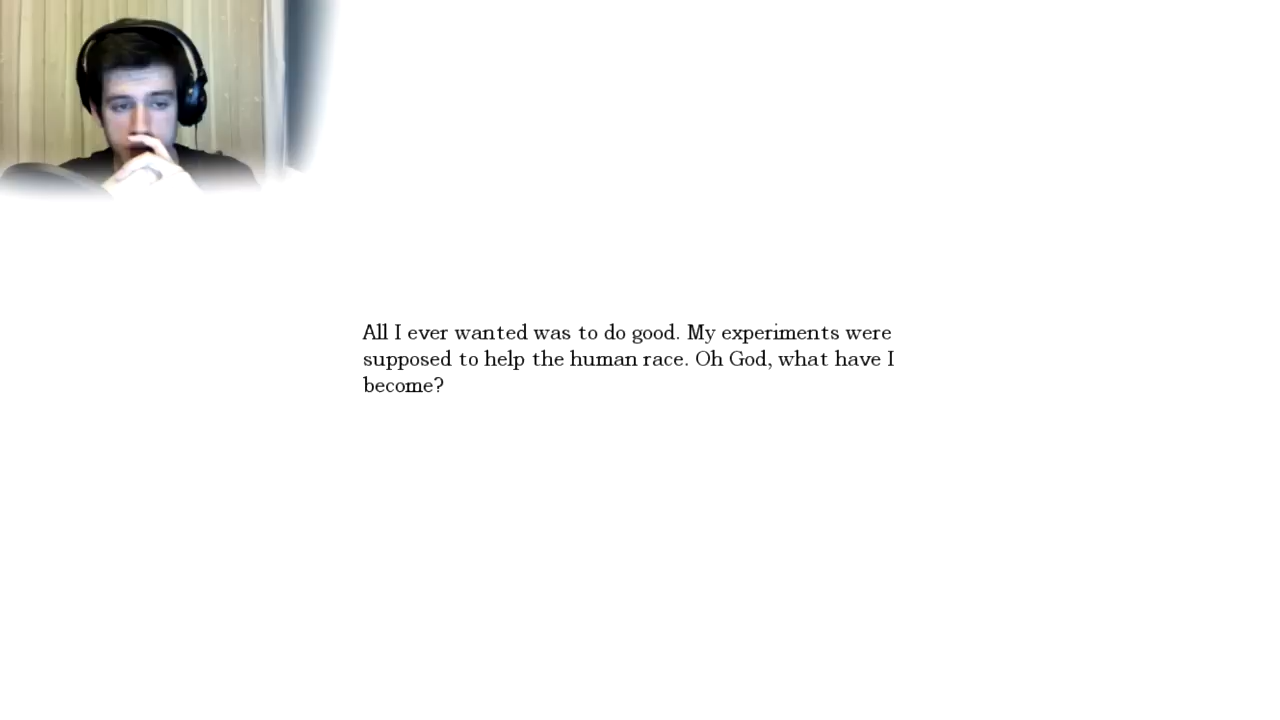 All I ever wanted was to do good. My experiments were
supposed to help the human race. Oh God, what have I
become?